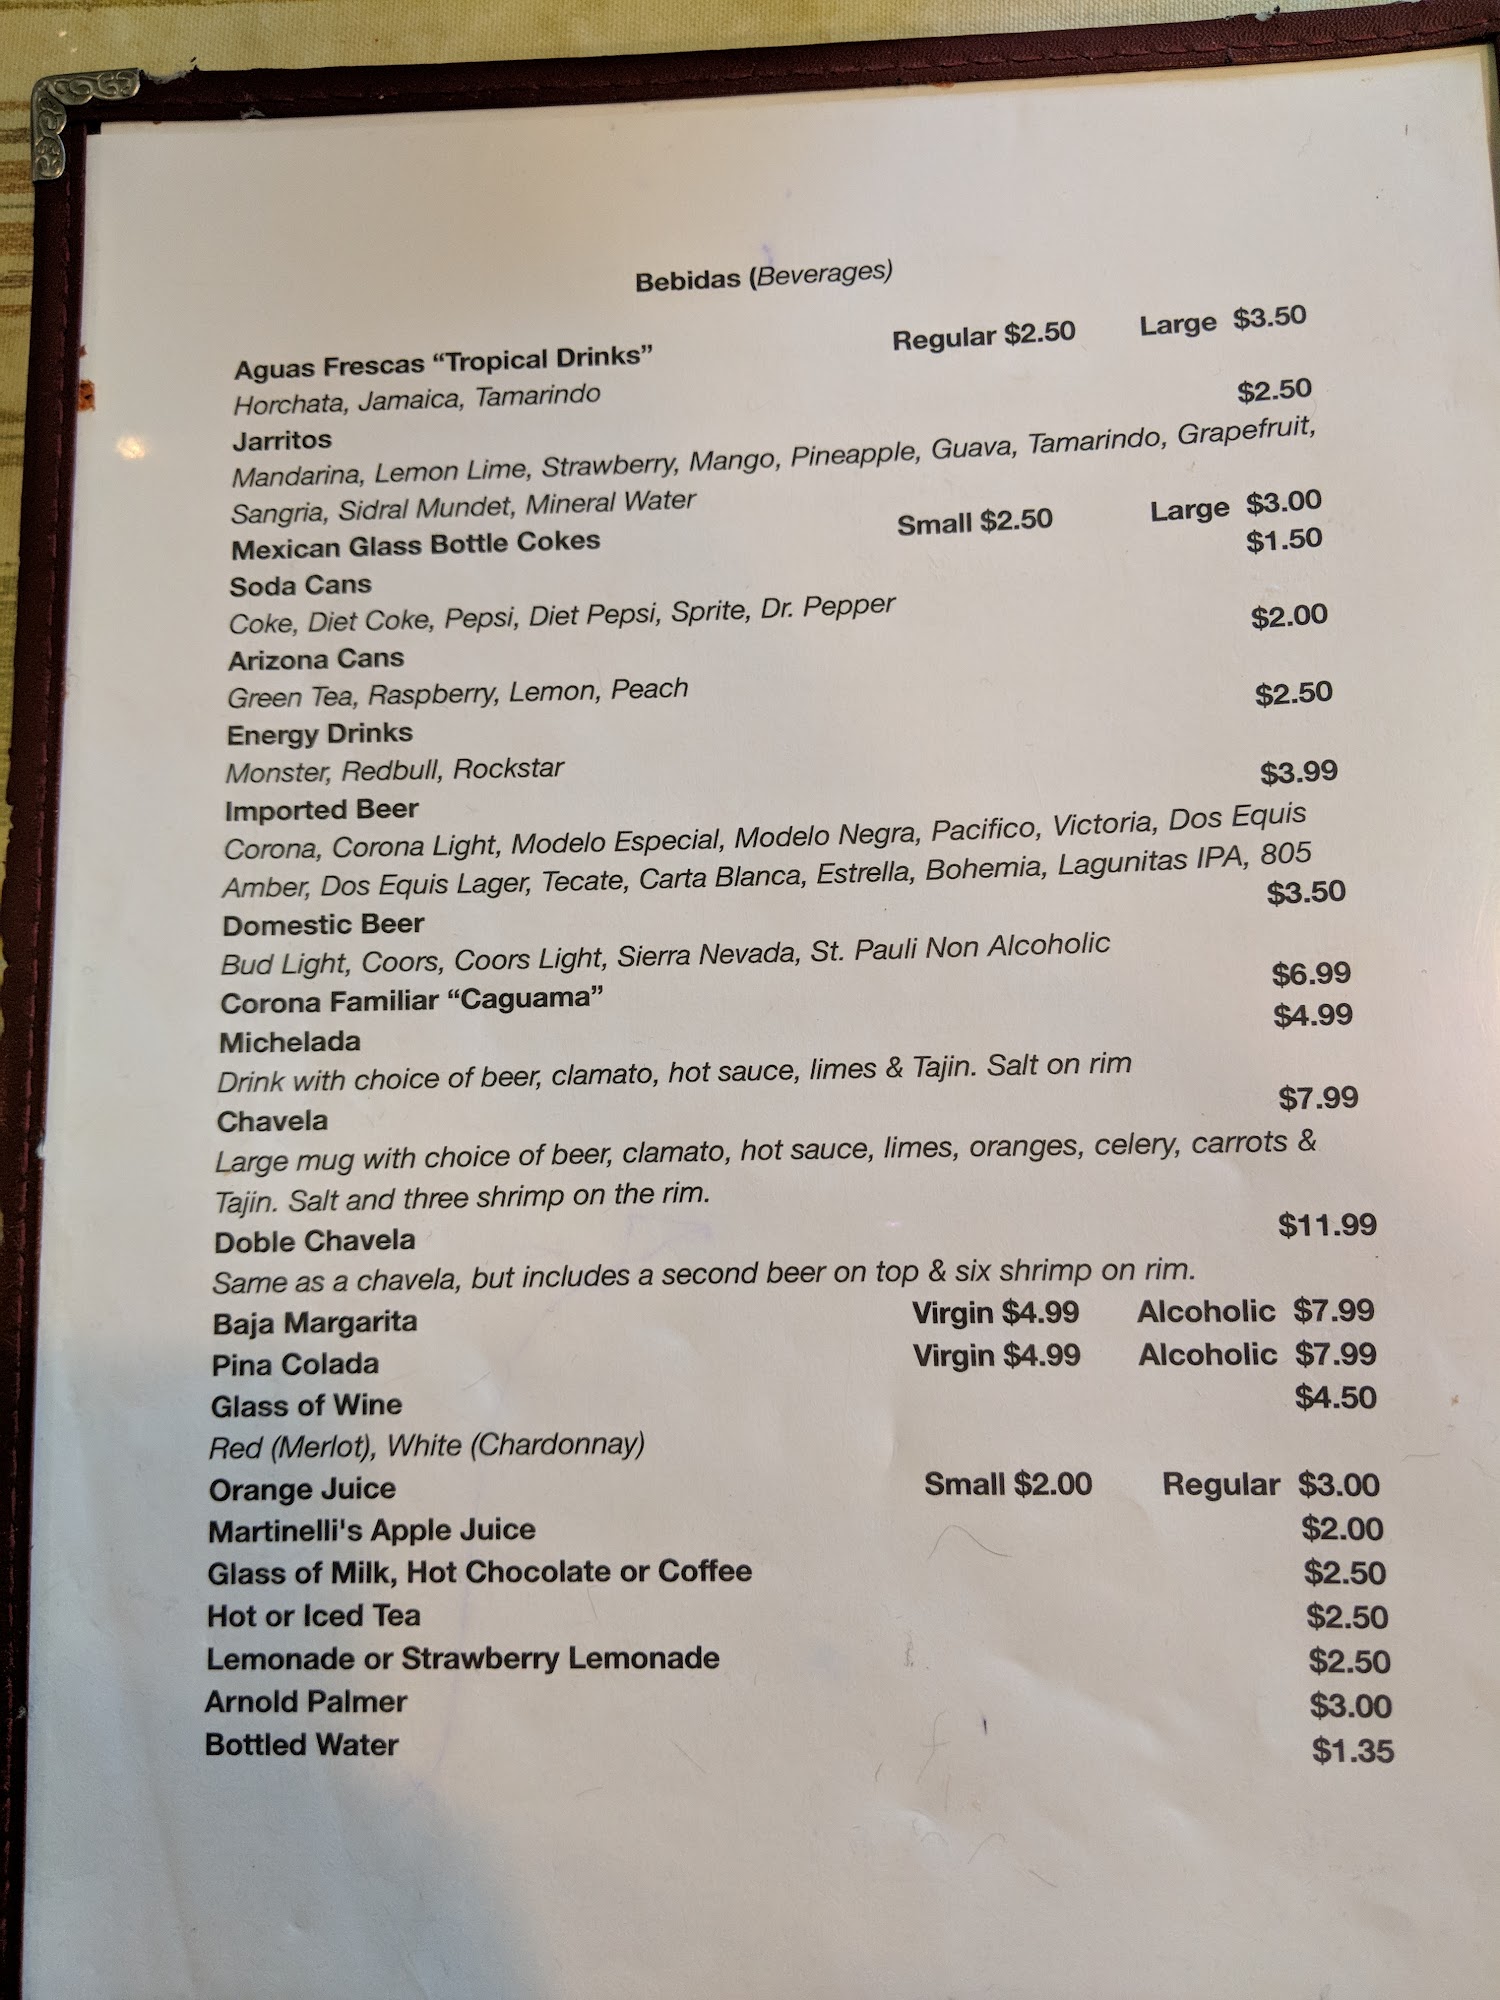 Bebidas (Beverages)
Aguas Frescas “Tropical Drinks” Regular $2.50 Large $3.50
Horchata, Jamaica, Tamarindo
Jarritos $2.50
Mandarina, Lemon Lime, Strawberry, Mango, Pineapple, Guava, Tamarindo, Grapefruit,
Sangria, Sidral Mundet, Mineral Water
Mexican Glass Bottle Cokes Small $2.50 Large $3.00
Soda Cans $1.50
Coke, Diet Coke, Pepsi, Diet Pepsi, Sprite, Dr. Pepper
Arizona Cans $2.00
Green Tea, Raspberry, Lemon, Peach
Energy Drinks $2.50
Monster, Redbull, Rockstar
Imported Beer $3.99
Corona, Corona Light, Modelo Especial, Modelo Negra, Pacifico, Victoria, Dos Equis
Amber, Dos Equis Lager, Tecate, Carta Blanca, Estrella, Bohemia, Lagunitas IPA, 805
Domestic Beer $3.50
Bud Light, Coors, Coors Light, Sierra Nevada, St. Pauli Non Alcoholic
Corona Familiar “Caguama” $6.99
Michelada $4.99
Drink with choice of beer, clamato, hot sauce, limes & Tajin. Salt on rim
Chavela $7.99
Large mug with choice of beer, clamato, hot sauce, limes, oranges, celery, carrots &
Tajin. Salt and three shrimp on the rim.
Doble Chavela $11.99
Same as a chavela, but includes a second beer on top & six shrimp on rim.
Baja Margarita Virgin $4.99 Alcoholic $7.99
Pina Colada Virgin $4.99 Alcoholic $7.99
Glass of Wine $4.50
Red (Merlot), White (Chardonnay)
Orange Juice Small $2.00 Regular $3.00
Martinelli's Apple Juice $2.00
Glass of Milk, Hot Chocolate or Coffee $2.50
Hot or Iced Tea $2.50
Lemonade or Strawberry Lemonade $2.50
Arnold Palmer $3.00
Bottled Water $1.35